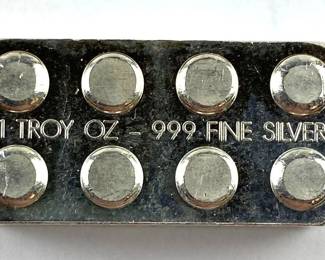 1 TROY OZ - 999 FINE SILVER